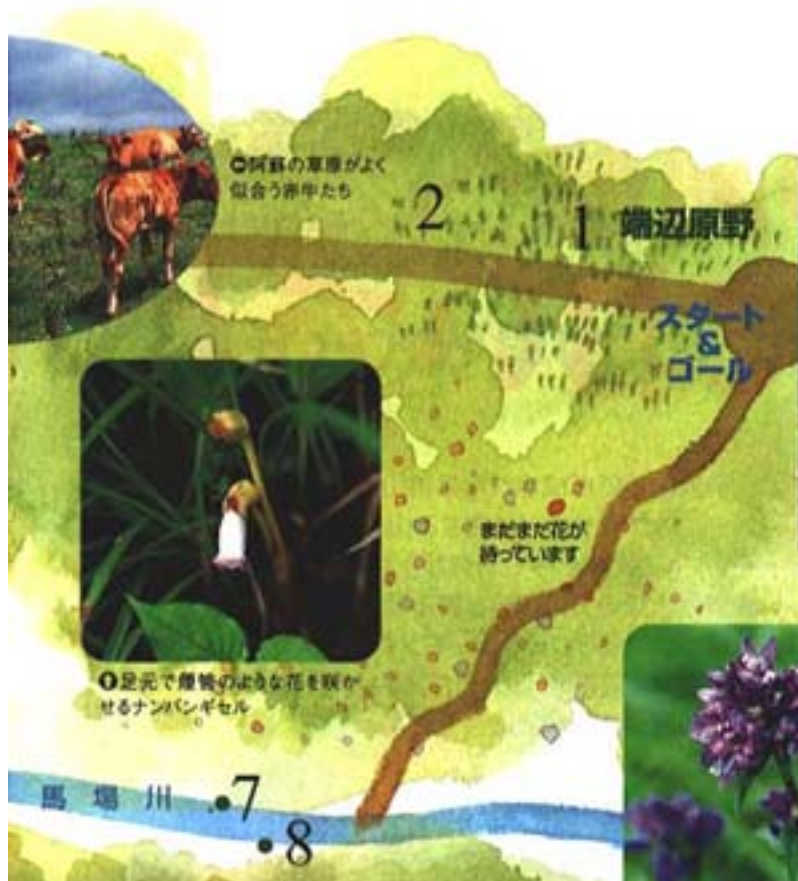 阿蘇の草原がよく
似合う赤牛たち
2
1
端辺原野
スタート
&
ゴール
まだまだ花が
待っています
足元で煙管のような花を咲か
せるナンバンギセル
馬場川
7
8